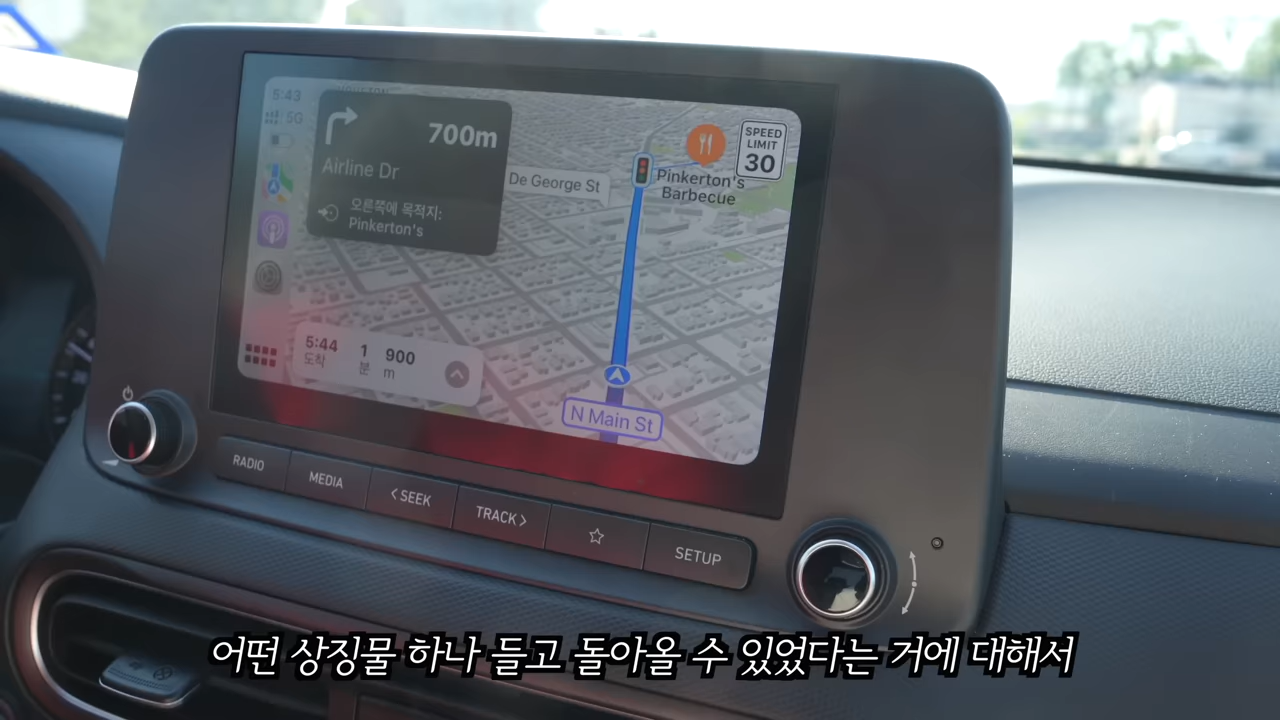 5:43
5G
700m
Airline Dr
오른쪽에 목적지:
Pinkerton's
De George St
Pinkerton's
Barbecue
SPEED
LIMIT
30
5:44
도착
1
분
900
m
N Main St
RADIO
MEDIA
<SEEK
TRACK>
☆
SETUP
어떤 상징물 하나 들고 돌아올 수 있었다는 거에 대해서